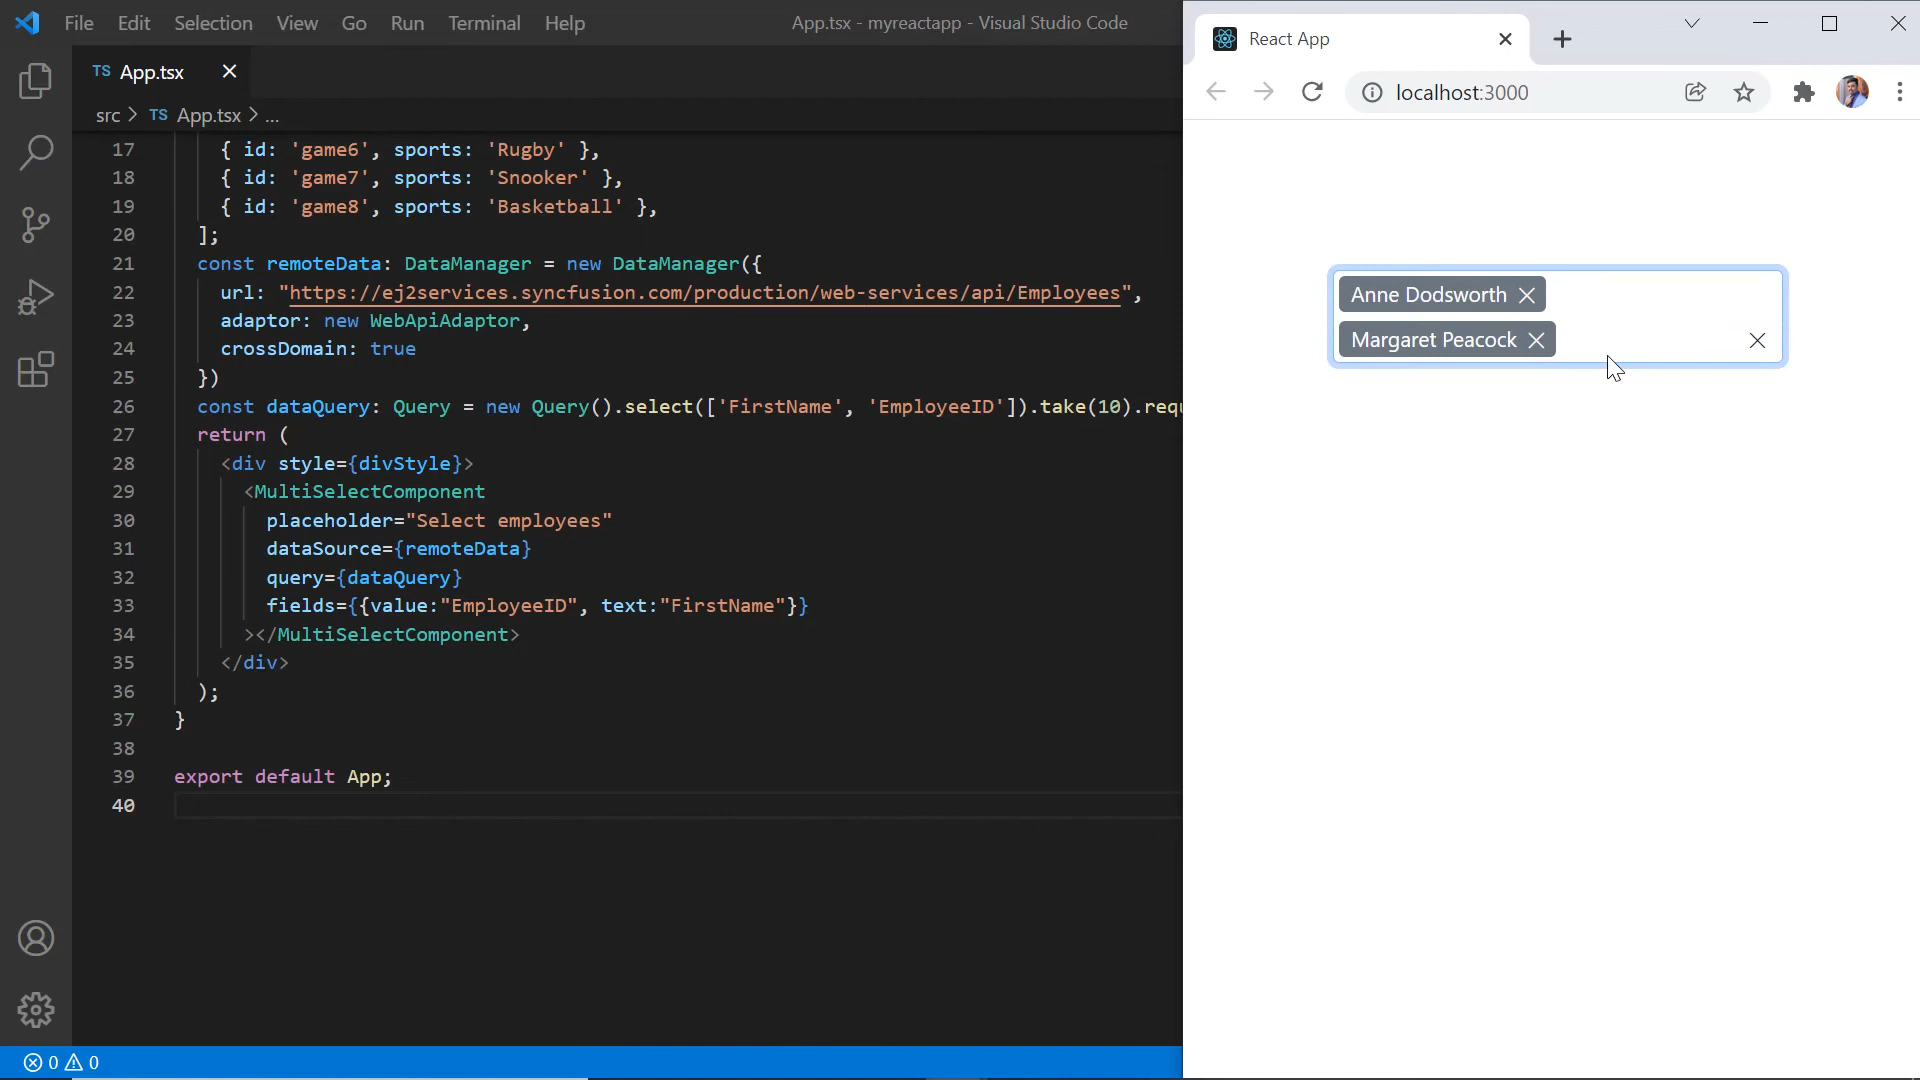 File Edit Selection View Go Run Terminal Help App.tsx - myreactapp - Visual Studio Code
TS App.tsx
src > TS App.tsx > ...
17 { id: 'game6', sports: 'Rugby' },
18 { id: 'game7', sports: 'Snooker' },
19 { id: 'game8', sports: 'Basketball' },
20 ];
21 const remoteData: DataManager = new DataManager({
22 url: "https://ej2services.syncfusion.com/production/web-services/api/Employees",
23 adaptor: new WebApiAdaptor,
24 crossDomain: true
25 })
26 const dataQuery: Query = new Query().select(['FirstName', 'EmployeeID']).take(10).requ
27 return (
28 <div style={divStyle}>
29 <MultiSelectComponent
30 placeholder="Select employees"
31 dataSource={remoteData}
32 query={dataQuery}
33 fields={{value:"EmployeeID", text:"FirstName"}}
34 ></MultiSelectComponent>
35 </div>
36 );
37 }
38
39 export default App;
40
0 0
React App
localhost:3000
Anne Dodsworth
Margaret Peacock